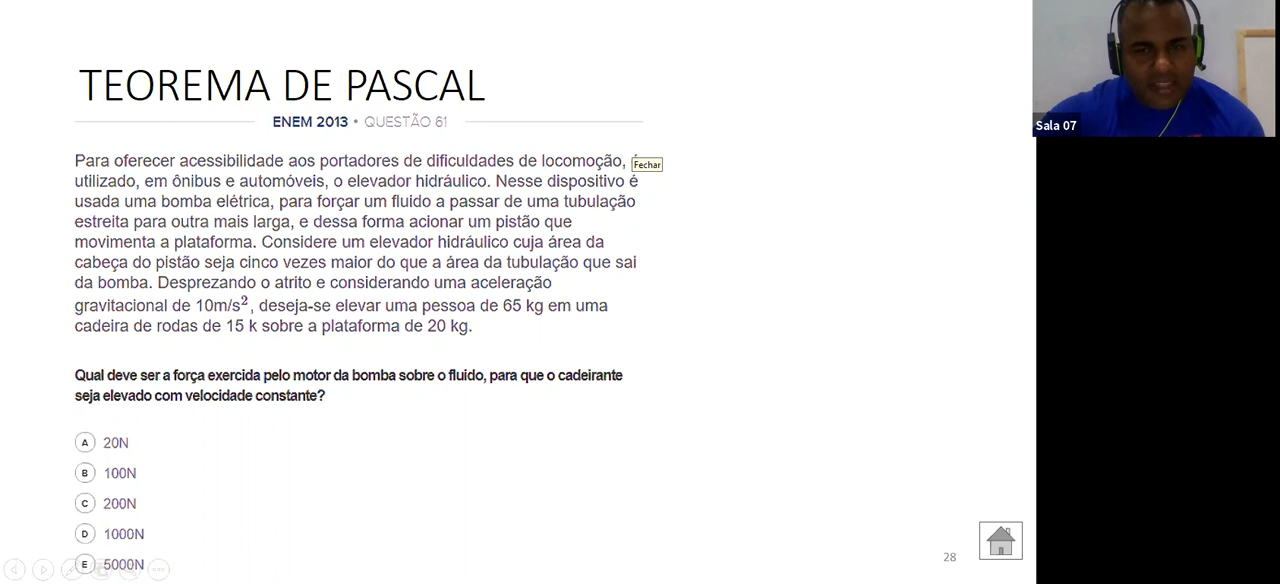 TEOREMA DE PASCAL
ENEM 2013 • QUESTÃO 61
Para oferecer acessibilidade aos portadores de dificuldades de locomoção,
Fechar
utilizado, em ônibus e automóveis, o elevador hidráulico. Nesse dispositivo é
usada uma bomba elétrica, para forçar um fluido a passar de uma tubulação
estreita para outra mais larga, e dessa forma acionar um pistão que
movimenta a plataforma. Considere um elevador hidráulico cuja área da
cabeça do pistão seja cinco vezes maior do que a área da tubulação que sai
da bomba. Desprezando o atrito e considerando uma aceleração
gravitacional de 10m/s², deseja-se elevar uma pessoa de 65 kg em uma
cadeira de rodas de 15 k sobre a plataforma de 20 kg.
Qual deve ser a força exercida pelo motor da bomba sobre o fluido, para que o cadeirante
seja elevado com velocidade constante?
A 20N
B 100N
C 200N
D 1000N
E 5000N
28
Sala 07